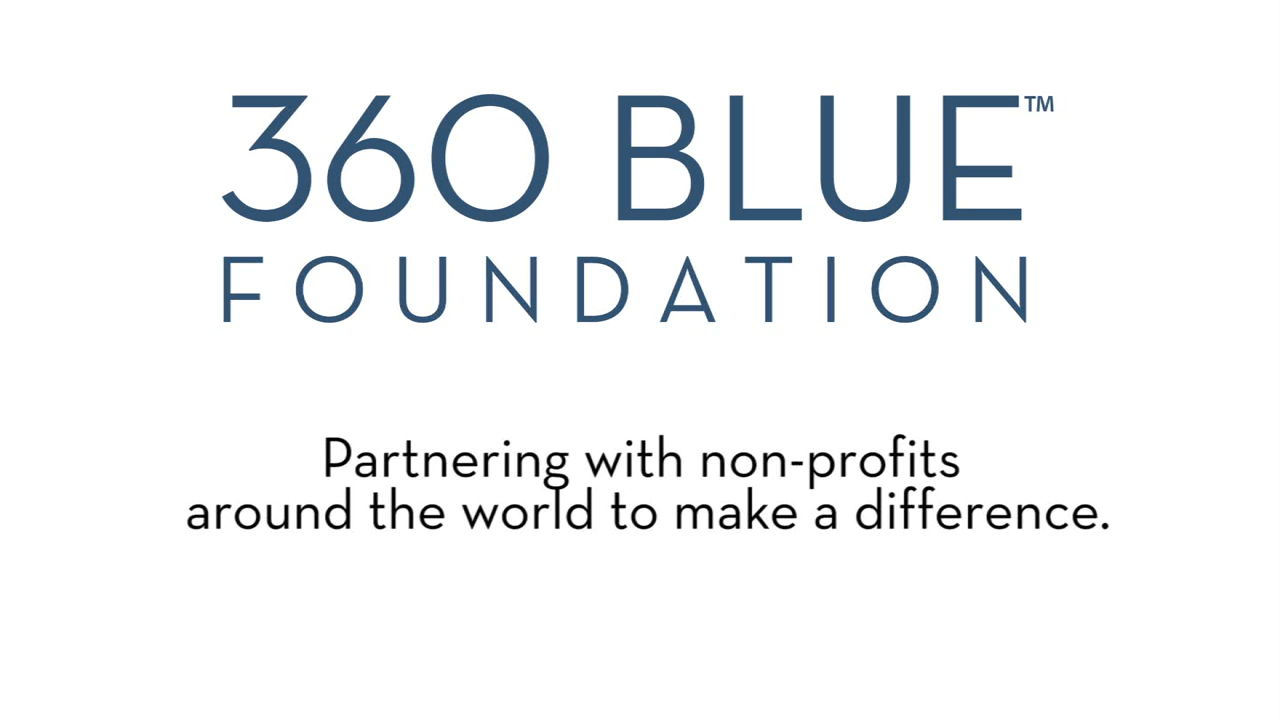 360 BLUE™
FOUNDATION
Partnering with non-profits
around the world to make a difference.